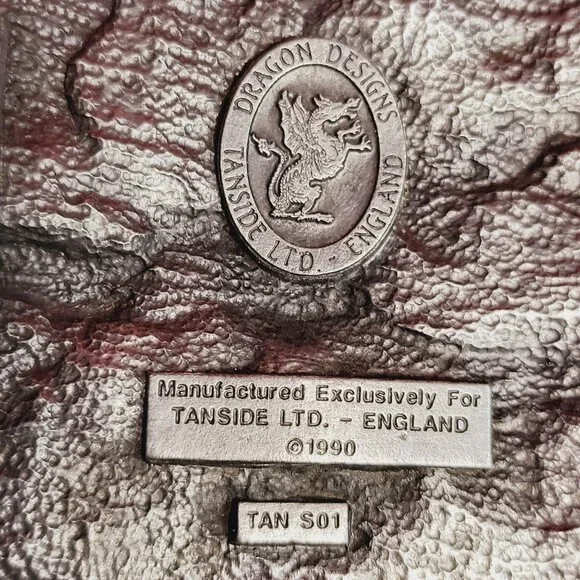 DRAGON DESIGNS
TANSIDE LTD. - ENGLAND
Manufactured Exclusively For
TANSIDE LTD. - ENGLAND
©1990
TAN S01